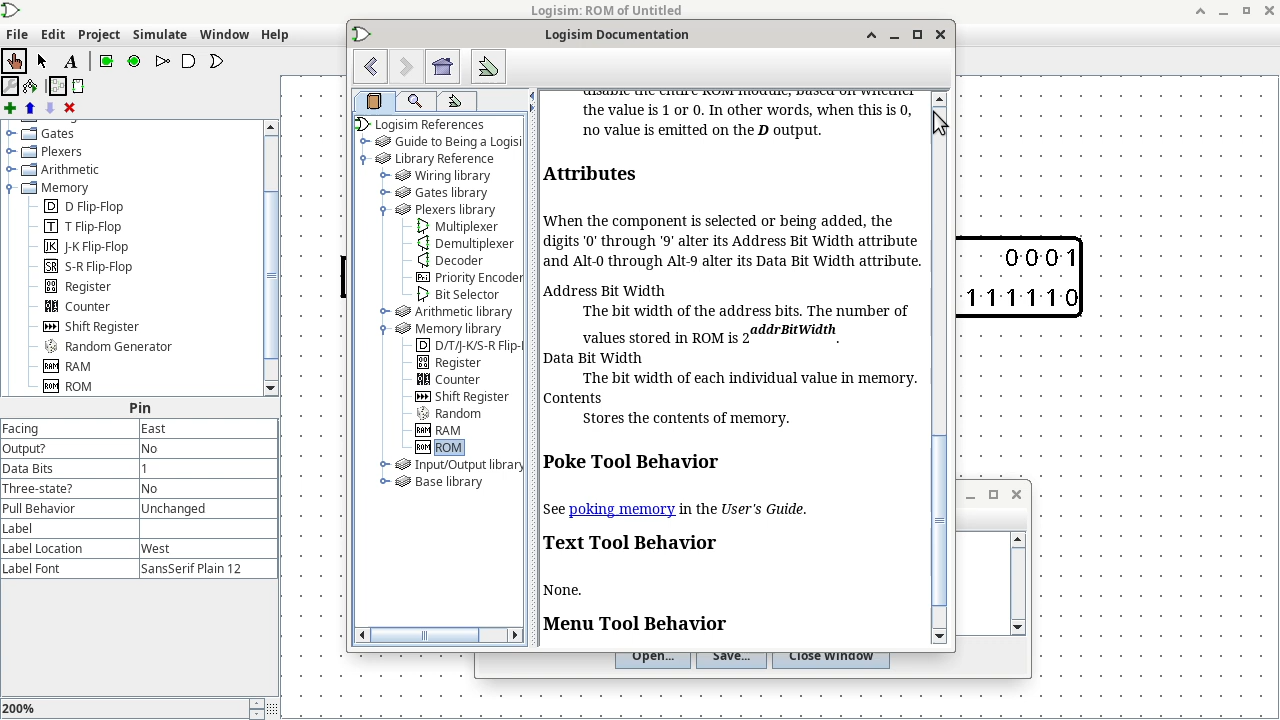 Logisim: ROM of Untitled
File Edit Project Simulate Window Help
Gates
Plexers
Arithmetic
Memory
D Flip-Flop
T Flip-Flop
J-K Flip-Flop
S-R Flip-Flop
Register
Counter
Shift Register
Random Generator
RAM
ROM
Pin
Facing East
Output? No
Data Bits 1
Three-state? No
Pull Behavior Unchanged
Label
Label Location West
Label Font SansSerif Plain 12
200%
Logisim Documentation
Logisim References
Guide to Being a Logisi
Library Reference
Wiring library
Gates library
Plexers library
Multiplexer
Demultiplexer
Decoder
Priority Encoder
Bit Selector
Arithmetic library
Memory library
D/T/J-K/S-R Flip-
Register
Counter
Shift Register
Random
RAM
ROM
Input/Output library
Base library
disable the entire ROM module, based on whether
the value is 1 or 0. In other words, when this is 0,
no value is emitted on the D output.
Attributes
When the component is selected or being added, the
digits '0' through '9' alter its Address Bit Width attribute
and Alt-0 through Alt-9 alter its Data Bit Width attribute.
Address Bit Width
The bit width of the address bits. The number of
values stored in ROM is 2addrBitWidth.
Data Bit Width
The bit width of each individual value in memory.
Contents
Stores the contents of memory.
Poke Tool Behavior
See poking memory in the User's Guide.
Text Tool Behavior
None.
Menu Tool Behavior
0001
111110
Open... Save... Close Window